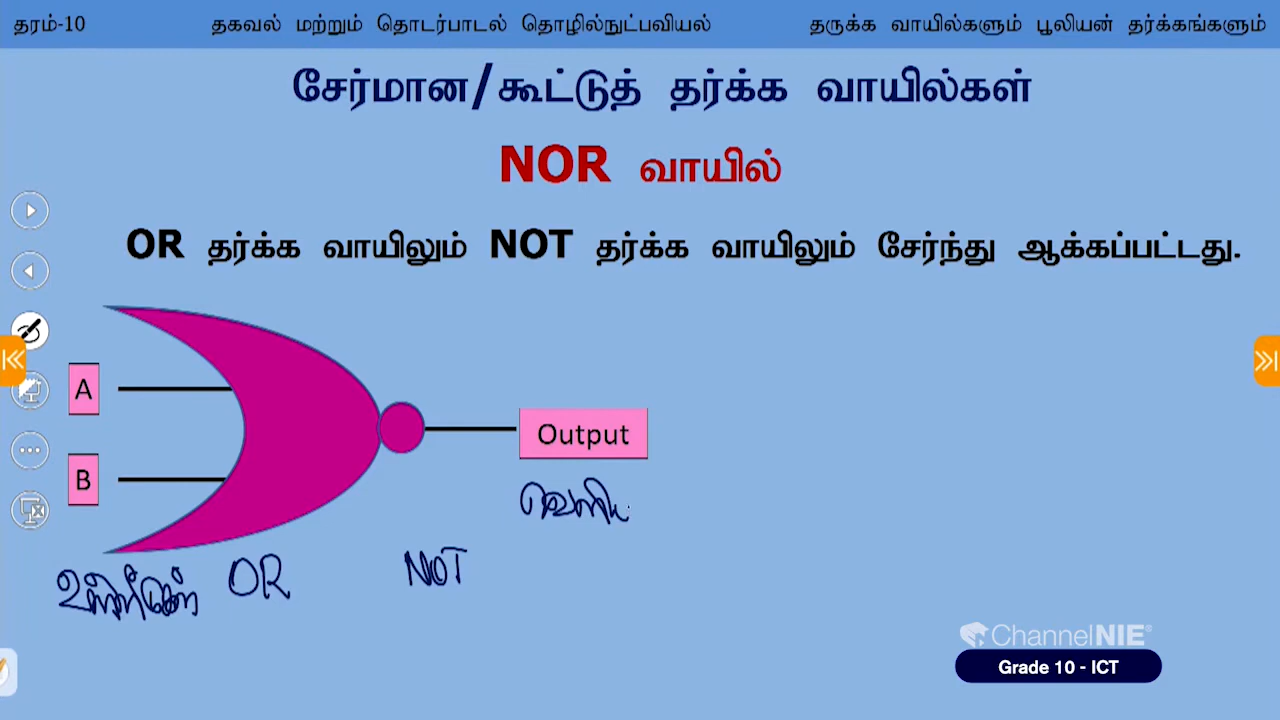 தரம்-10 தகவல் மற்றும் தொடர்பாடல் தொழில்நுட்பவியல் தருக்க வாயில்களும் பூலியன் தர்க்கங்களும்
சேர்மான/கூட்டுத் தர்க்க வாயில்கள்
NOR வாயில்
OR தர்க்க வாயிலும் NOT தர்க்க வாயிலும் சேர்ந்து ஆக்கப்பட்டது.
A
Output
B
வெளிய
OR NOT
ChannelNIE®
Grade 10 - ICT